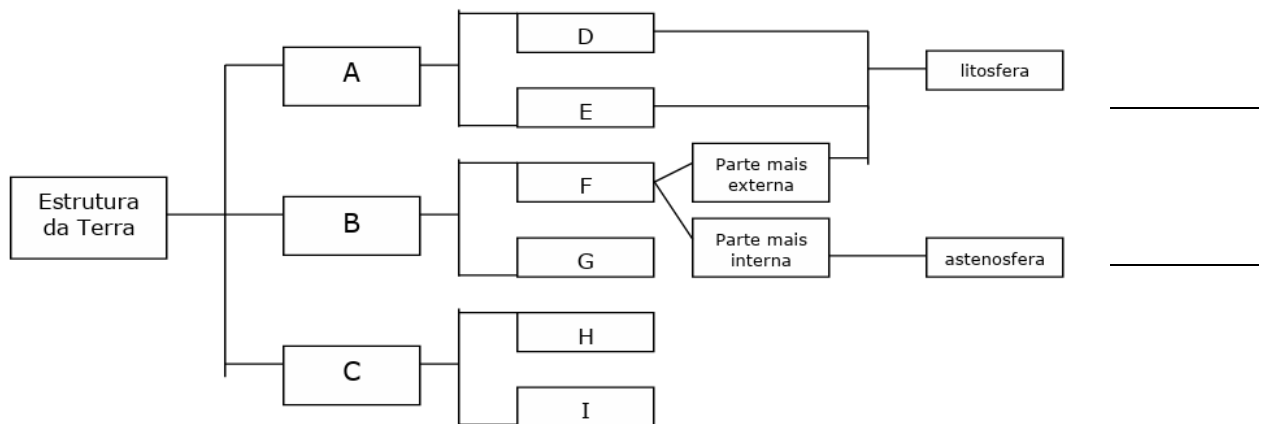 D
A
litosfera
E
Parte mais
externa
Estrutura
da Terra
F
B
Parte mais
interna
G
astenosfera
H
C
I